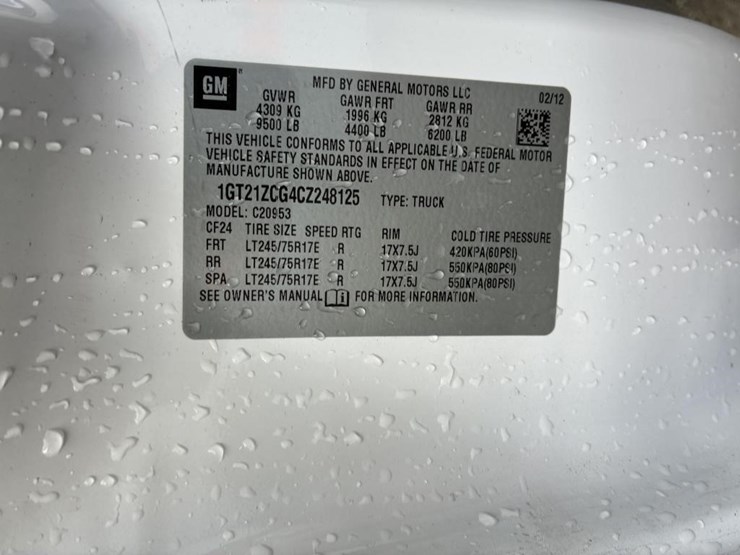 GM
MFD BY GENERAL MOTORS LLC
02/12
GVWR GAWR FRT GAWR RR
4309 KG 1996 KG 2812 KG
9500 LB 4400 LB 6200 LB
THIS VEHICLE CONFORMS TO ALL APPLICABLE U.S. FEDERAL MOTOR
VEHICLE SAFETY STANDARDS IN EFFECT ON THE DATE OF
MANUFACTURE SHOWN ABOVE.
1GT21ZCG4CZ248125 TYPE: TRUCK
MODEL: C20953
CF24 TIRE SIZE SPEED RTG RIM COLD TIRE PRESSURE
FRT LT245/75R17E R 17X7.5J 420KPA(60PSI)
RR LT245/75R17E R 17X7.5J 550KPA(80PSI)
SPA LT245/75R17E R 17X7.5J 550KPA(80PSI)
SEE OWNER'S MANUAL FOR MORE INFORMATION.